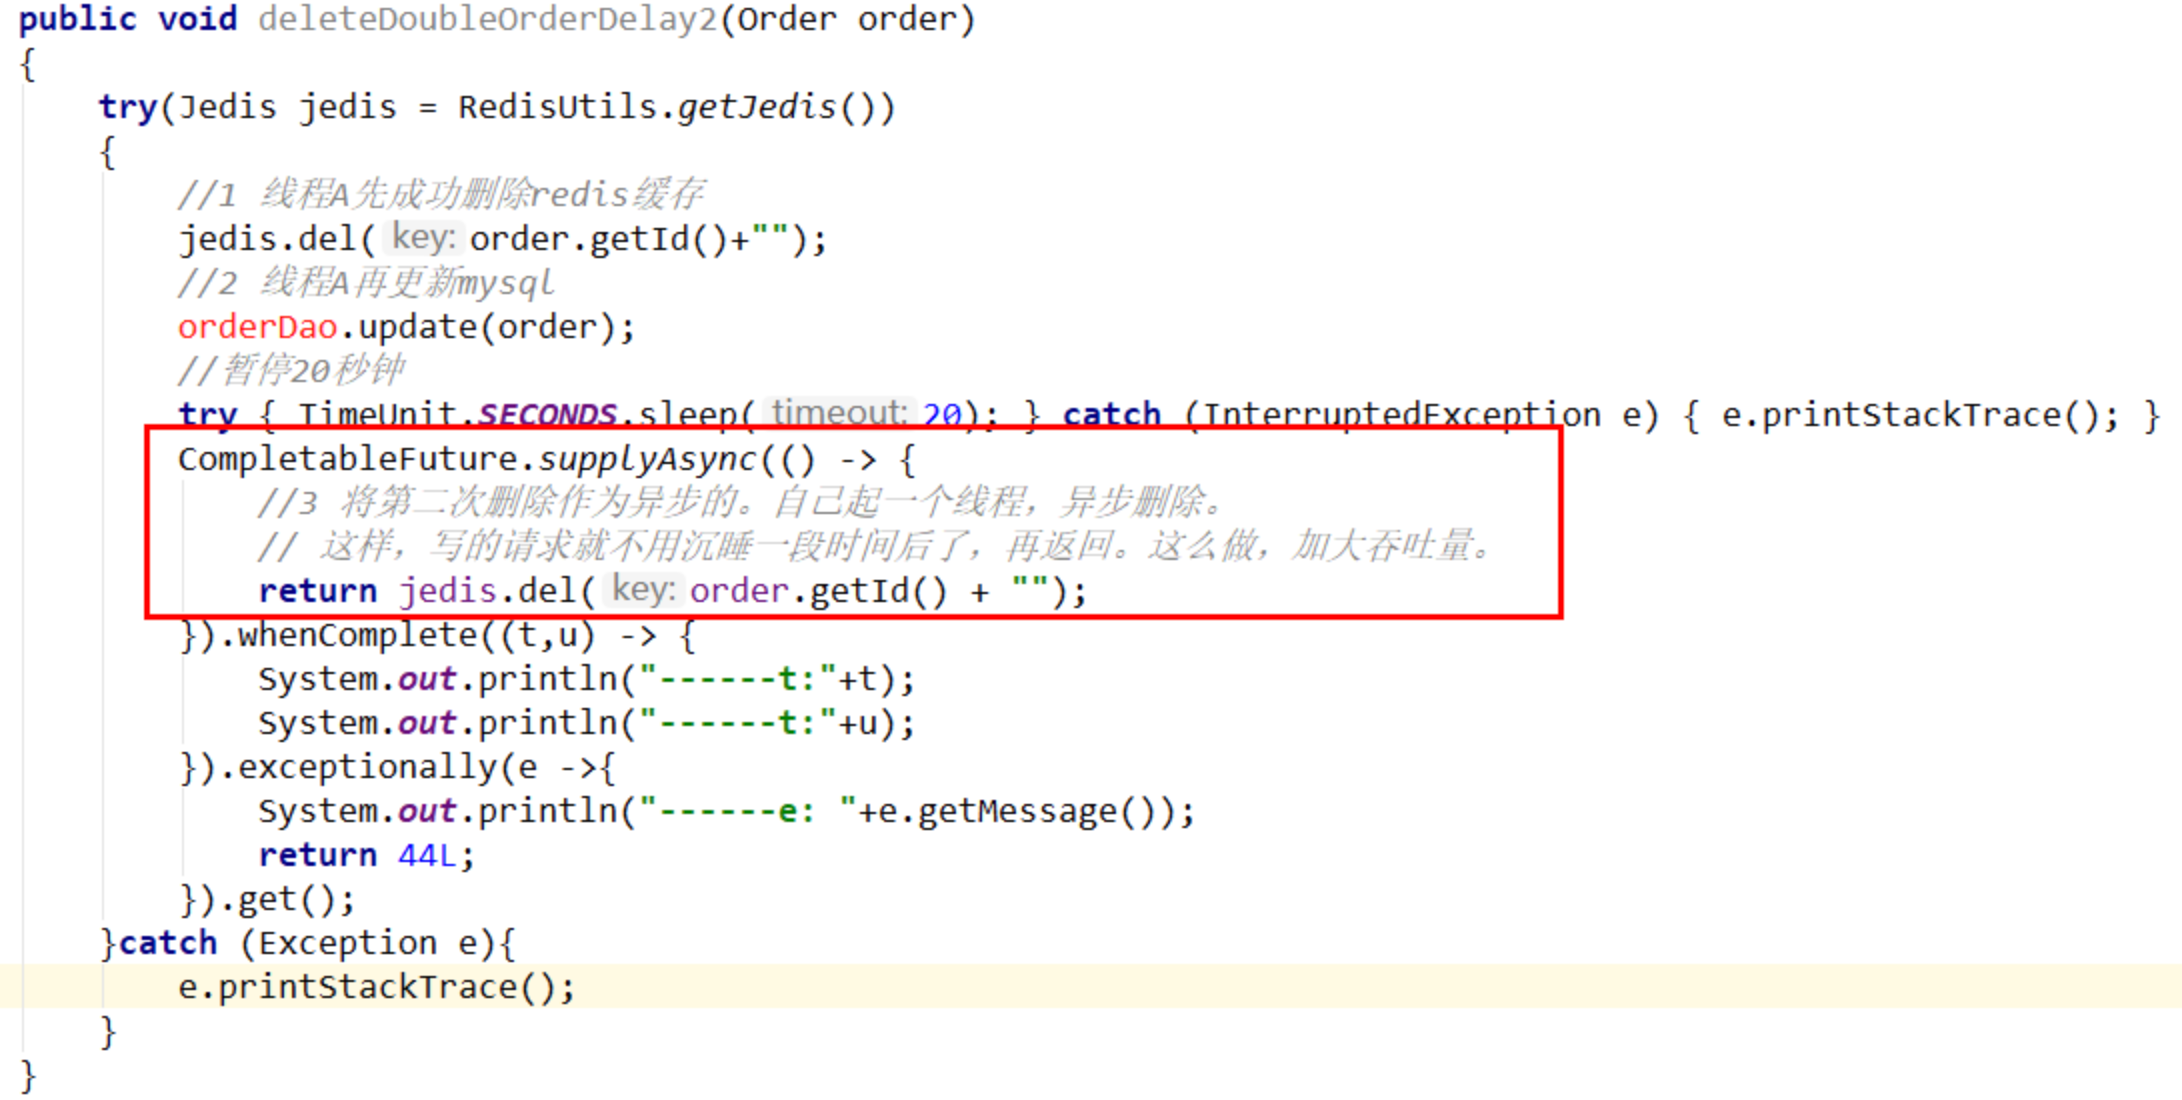 public void deleteDoubleOrderDelay2(Order order)
{
try(Jedis jedis = RedisUtils.getJedis())
{
//1 线程A先成功删除redis缓存
jedis.del( key: order.getId()+"");
//2 线程A再更新mysql
orderDao.update(order);
//暂停20秒钟
try { TimeUnit.SECONDS.sleep( timeout: 20); } catch (InterruptedException e) { e.printStackTrace(); }
CompletableFuture.supplyAsync(() -> {
//3 将第二次删除作为异步的。自己起一个线程，异步删除。
// 这样，写的请求就不用沉睡一段时间后了，再返回。这么做，加大吞吐量。
return jedis.del( key: order.getId() + "");
}).whenComplete((t,u) -> {
System.out.println("------t:"+t);
System.out.println("------t:"+u);
}).exceptionally(e ->{
System.out.println("------e: "+e.getMessage());
return 44L;
}).get();
}catch (Exception e){
e.printStackTrace();
}
}